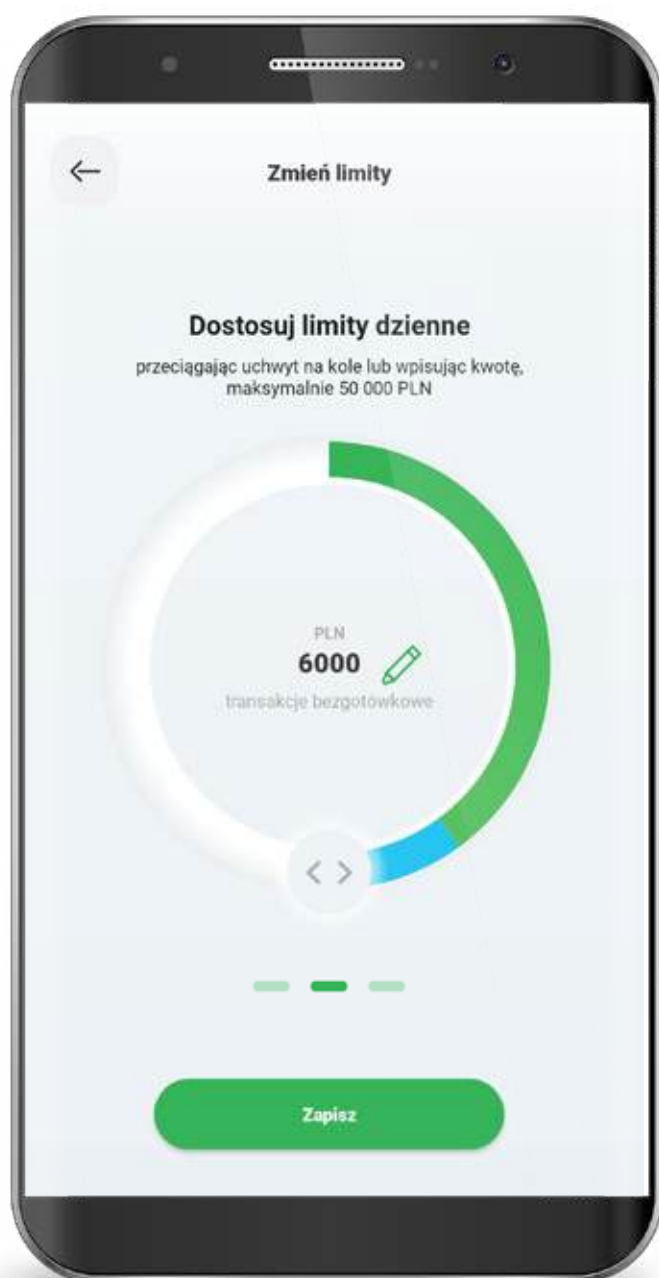 Zmień limity
Dostosuj limity dzienne
przeciągając uchwyt na kole lub wpisując kwotę,
maksymalnie 50 000 PLN
PLN
6000
transakcje bezgotówkowe
Zapisz